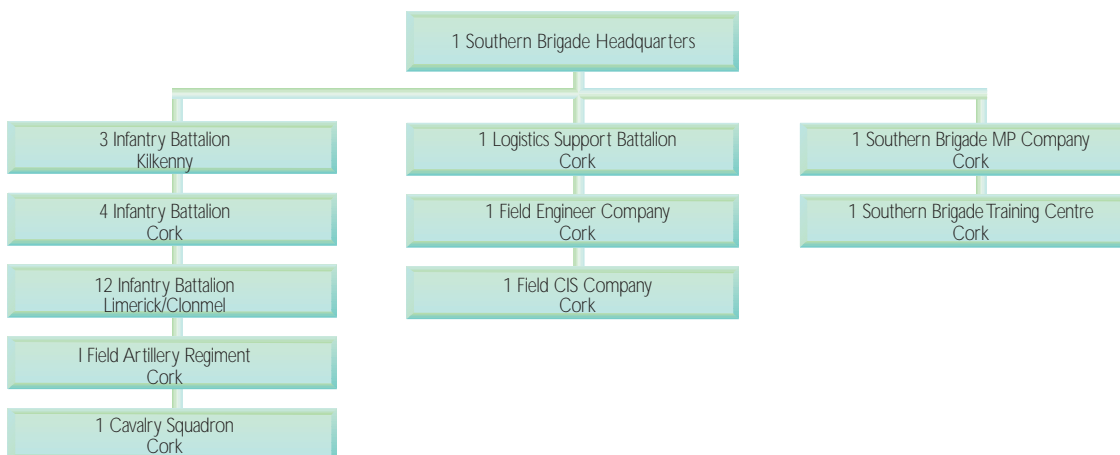 1 Southern Brigade Headquarters
3 Infantry Battalion
Kilkenny
4 Infantry Battalion
Cork
12 Infantry Battalion
Limerick/Clonmel
I Field Artillery Regiment
Cork
1 Cavalry Squadron
Cork
1 Logistics Support Battalion
Cork
1 Field Engineer Company
Cork
1 Field CIS Company
Cork
1 Southern Brigade MP Company
Cork
1 Southern Brigade Training Centre
Cork